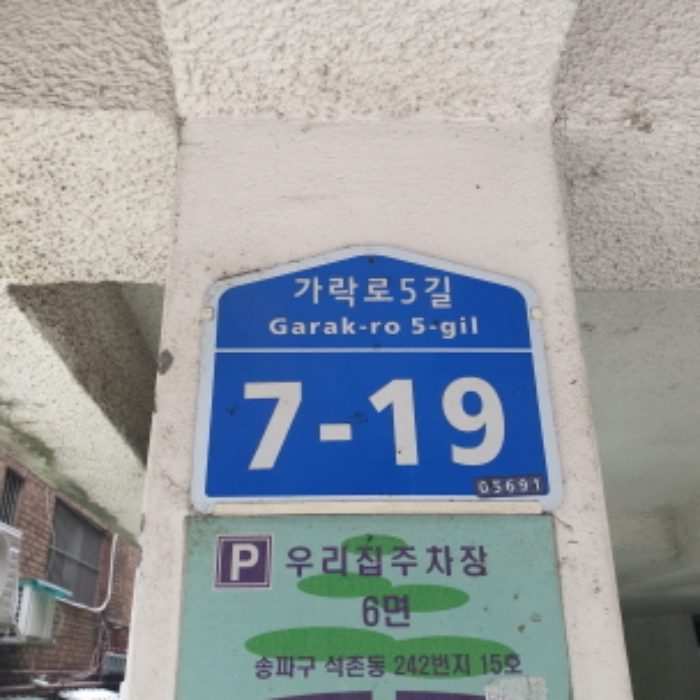 가락로5길
Garak-ro 5-gil
7-19
05691
P 우리집주차장
6면
송파구 석촌동 242번지 15호